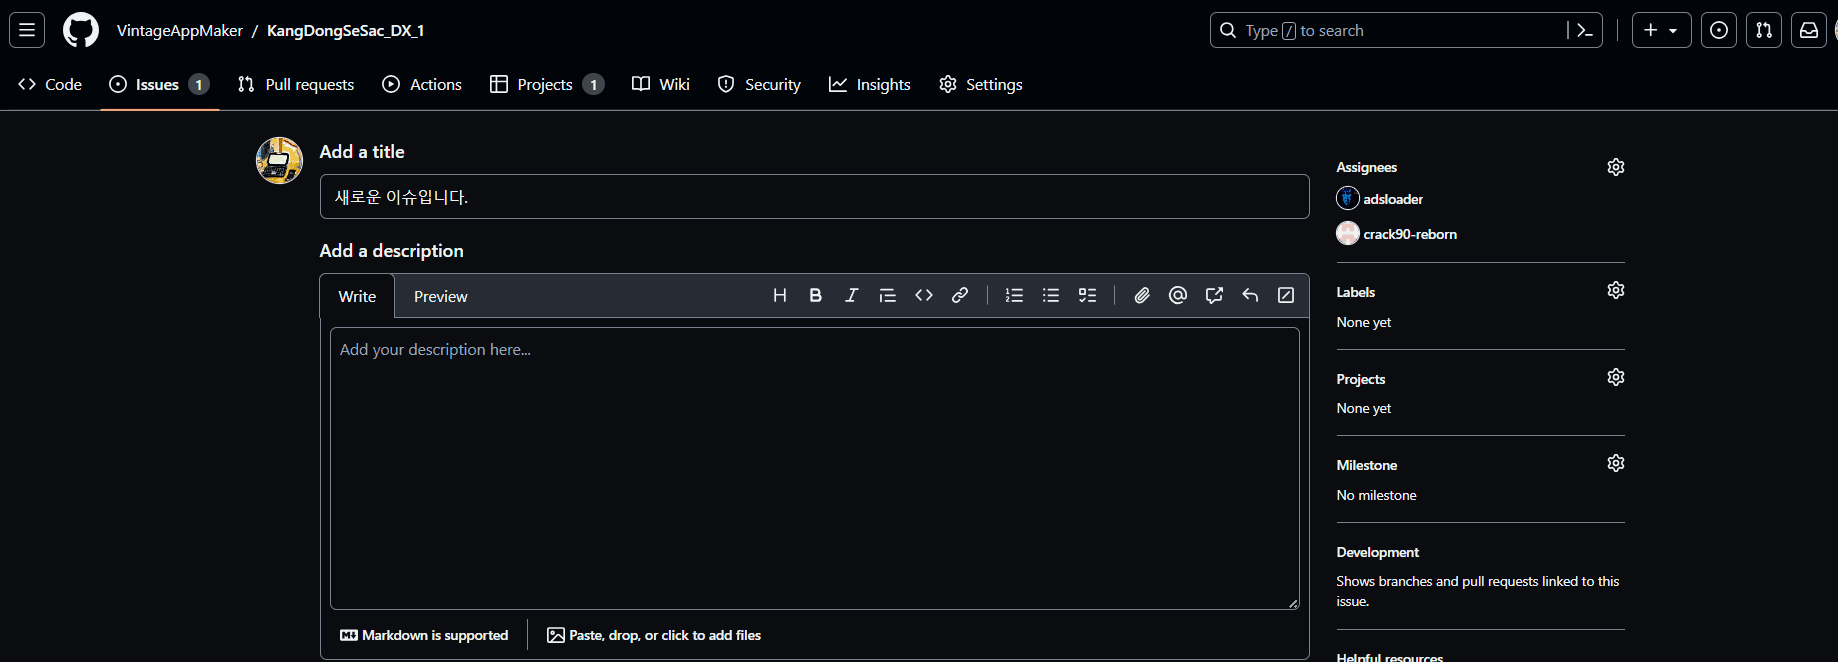 VintageAppMaker / KangDongSeSac_DX_1
Type / to search
Code
Issues 1
Pull requests
Actions
Projects 1
Wiki
Security
Insights
Settings
Add a title
새로운 이슈입니다.
Add a description
Write
Preview
Add your description here...
Markdown is supported
Paste, drop, or click to add files
Assignees
adsloader
crack90-reborn
Labels
None yet
Projects
None yet
Milestone
No milestone
Development
Shows branches and pull requests linked to this
issue.
Helpful resources